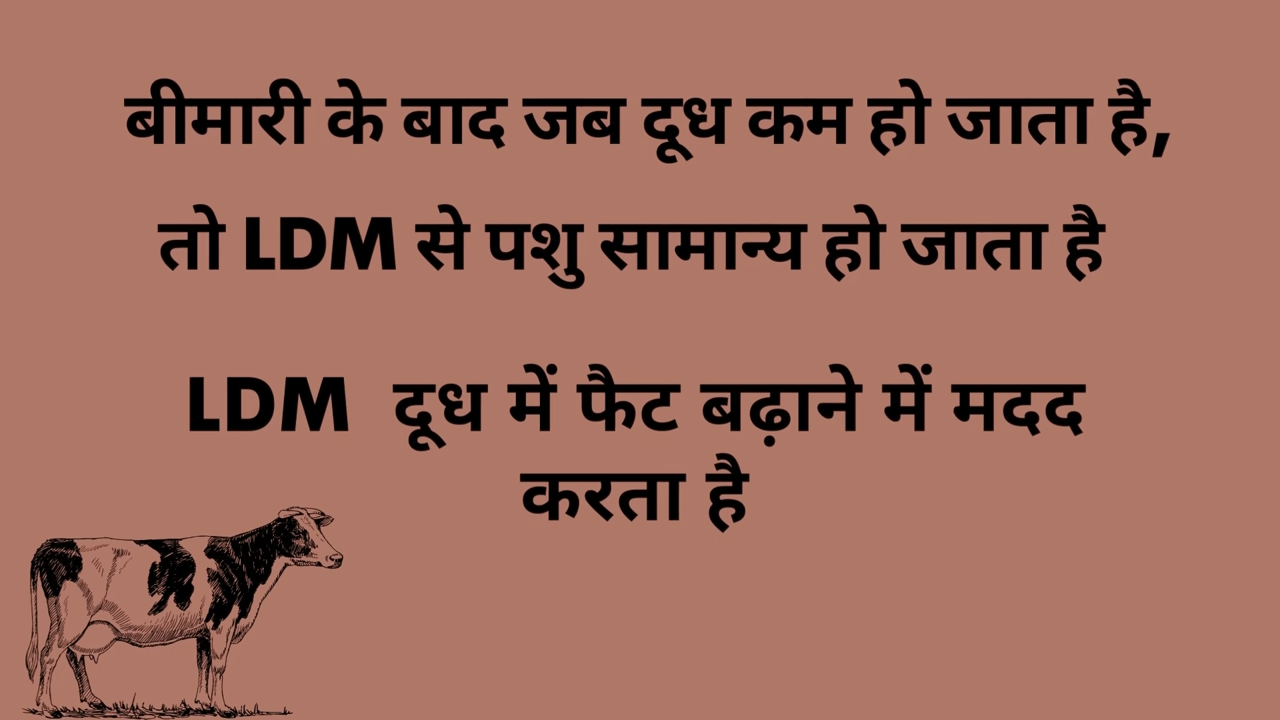 बीमारी के बाद जब दूध कम हो जाता है,
तो LDM से पशु सामान्य हो जाता है
LDM दूध में फैट बढ़ाने में मदद
करता है